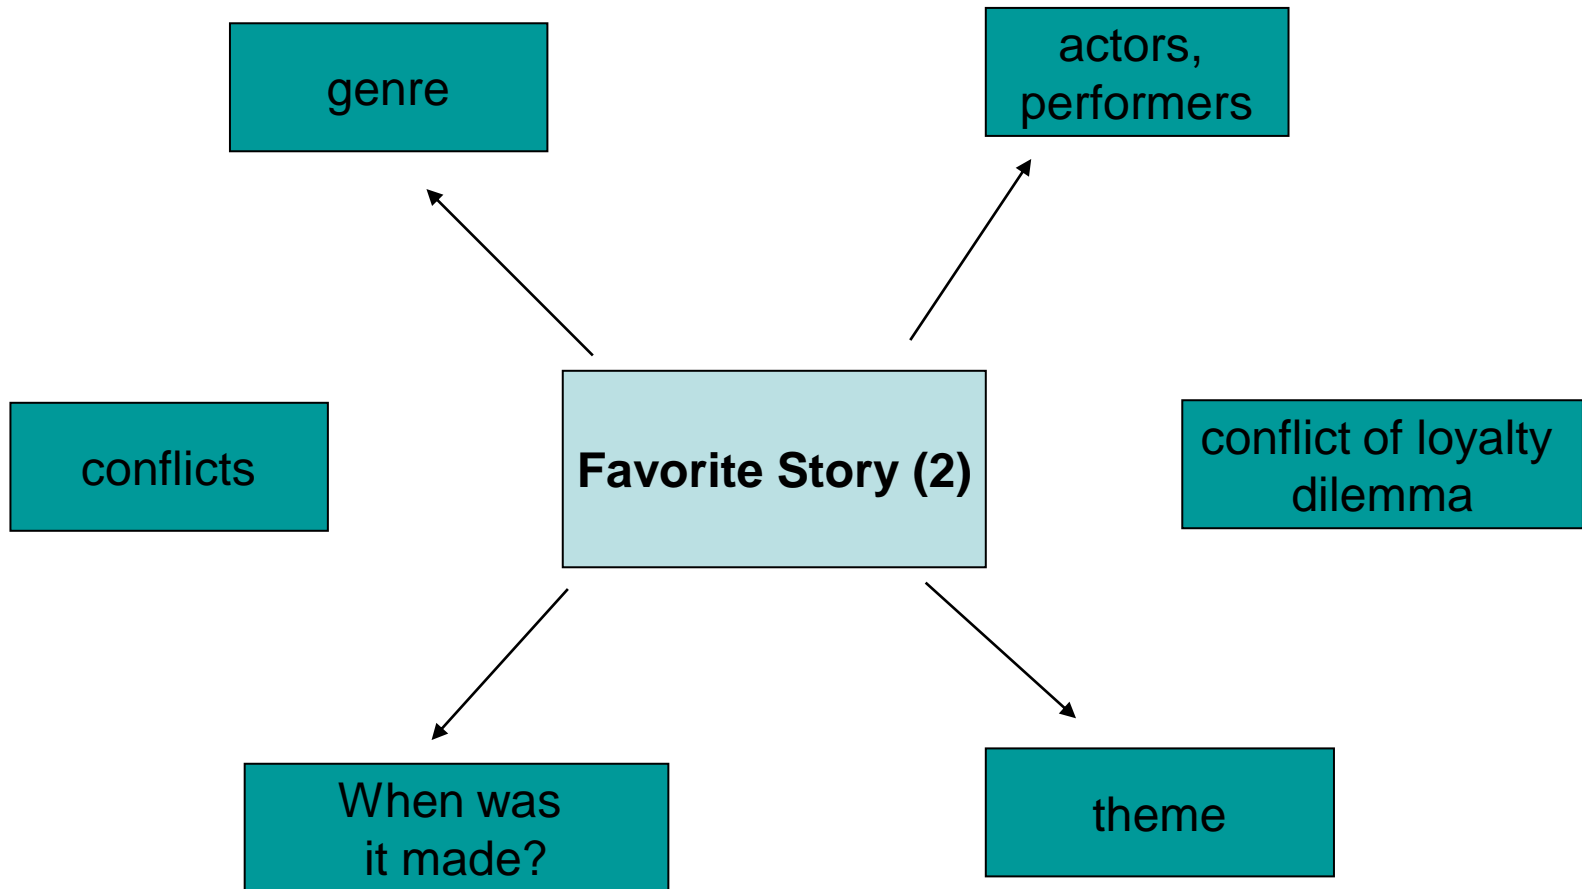 genre
actors,
performers
conflicts
Favorite Story (2)
conflict of loyalty
dilemma
When was
it made?
theme